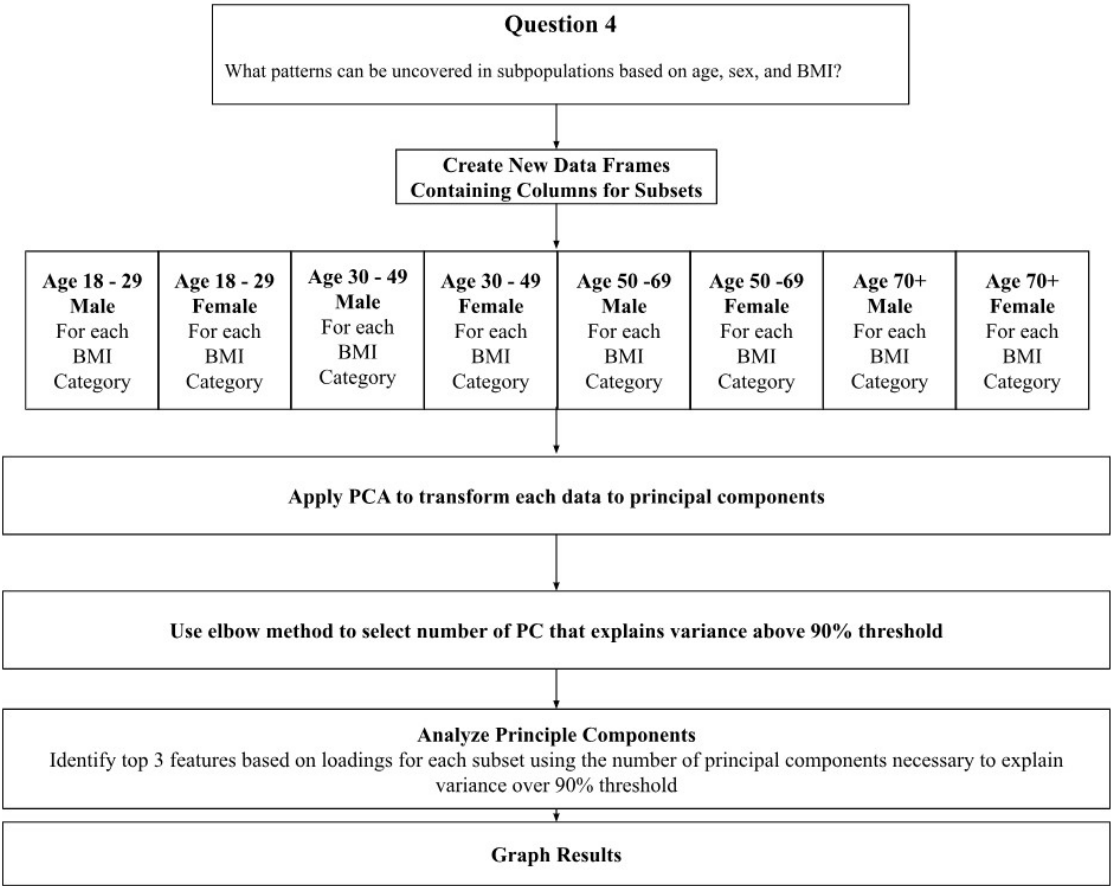 Question 4
What patterns can be uncovered in subpopulations based on age, sex, and BMI?
Create New Data Frames
Containing Columns for Subsets
Age 18 - 29
Male
For each
BMI
Category
Age 18 - 29
Female
For each
BMI
Category
Age 30 - 49
Male
For each
BMI
Category
Age 30 - 49
Female
For each
BMI
Category
Age 50 -69
Male
For each
BMI
Category
Age 50 -69
Female
For each
BMI
Category
Age 70+
Male
For each
BMI
Category
Age 70+
Female
For each
BMI
Category
Apply PCA to transform each data to principal components
Use elbow method to select number of PC that explains variance above 90% threshold
Analyze Principle Components
Identify top 3 features based on loadings for each subset using the number of principal components necessary to explain
variance over 90% threshold
Graph Results